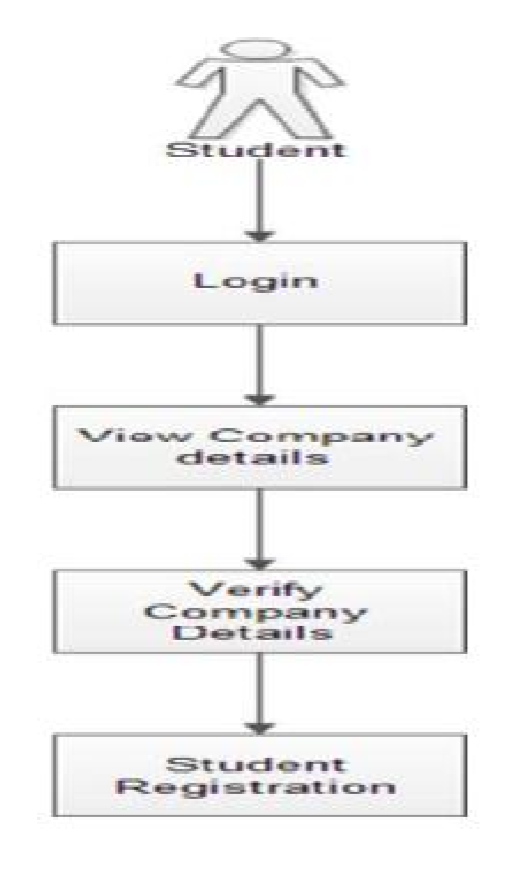 Student
Login
View Company
details
Verify
Company
Details
Student
Registration